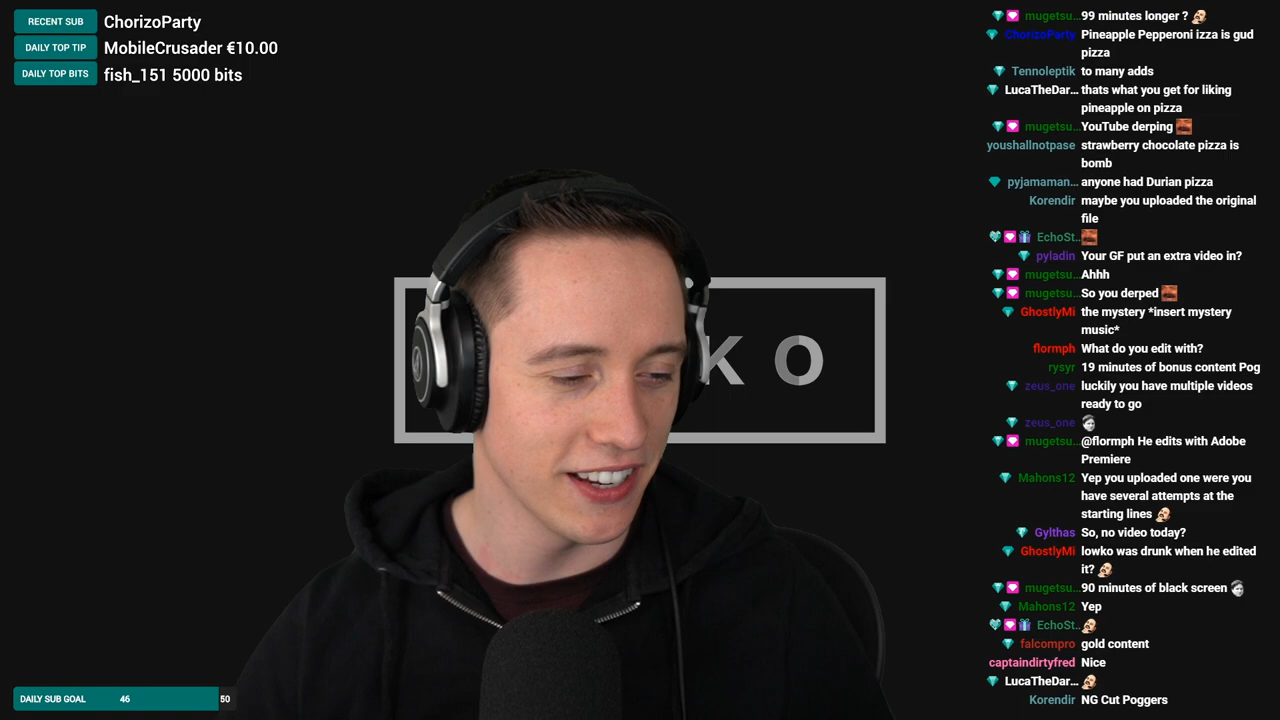 RECENT SUB ChorizoParty
DAILY TOP TIP MobileCrusader €10.00
DAILY TOP BITS fish_151 5000 bits
KO
DAILY SUB GOAL 46 50
mugetsu... 99 minutes longer ?
ChorizoParty Pineapple Pepperoni izza is gud
pizza
Tennoleptik to many adds
LucaTheDar... thats what you get for liking
pineapple on pizza
mugetsu... YouTube derping
youshallnotpase strawberry chocolate pizza is
bomb
pyjamaman... anyone had Durian pizza
Korendir maybe you uploaded the original
file
EchoSt...
pyladin Your GF put an extra video in?
mugetsu... Ahhh
mugetsu... So you derped
GhostlyMi the mystery *insert mystery
music*
flormph What do you edit with?
rysyr 19 minutes of bonus content Pog
zeus_one luckily you have multiple videos
ready to go
zeus_one
mugetsu... @flormph He edits with Adobe
Premiere
Mahons12 Yep you uploaded one were you
have several attempts at the
starting lines
Gylthas So, no video today?
GhostlyMi lowko was drunk when he edited
it?
mugetsu... 90 minutes of black screen
Mahons12 Yep
EchoSt...
falcompro gold content
captaindirtyfred Nice
LucaTheDar...
Korendir NG Cut Poggers